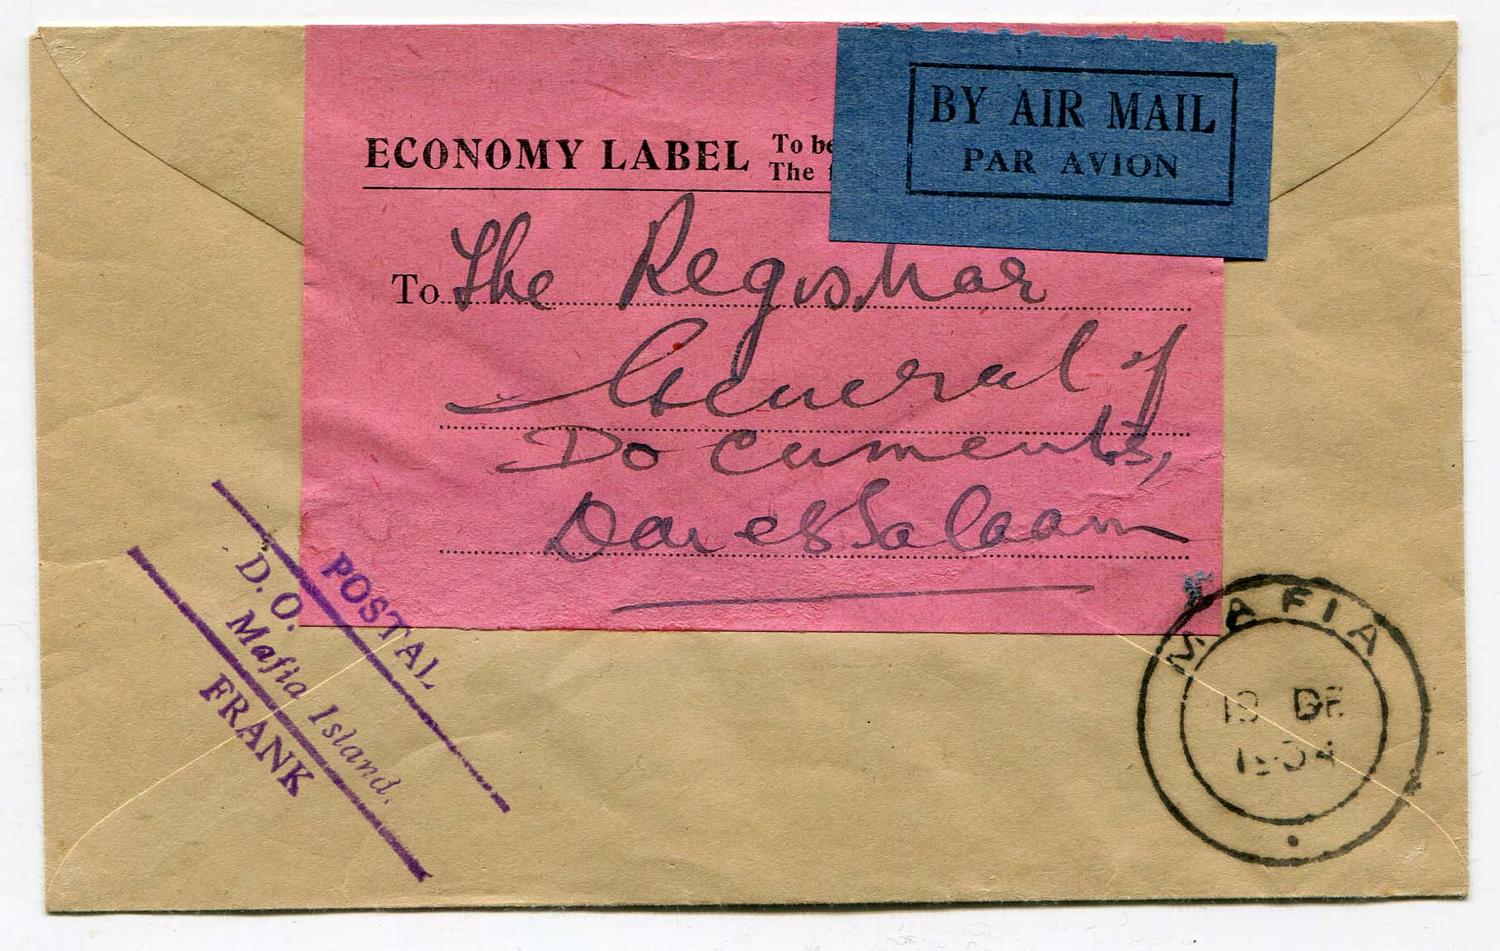 BY AIR MAIL
PAR AVION
ECONOMY LABEL To be
The
To The Registrar
General of
Documents,
Dar es Salaam
POSTAL
D. O.
Mafia Island.
FRANK
MAFIA
DE